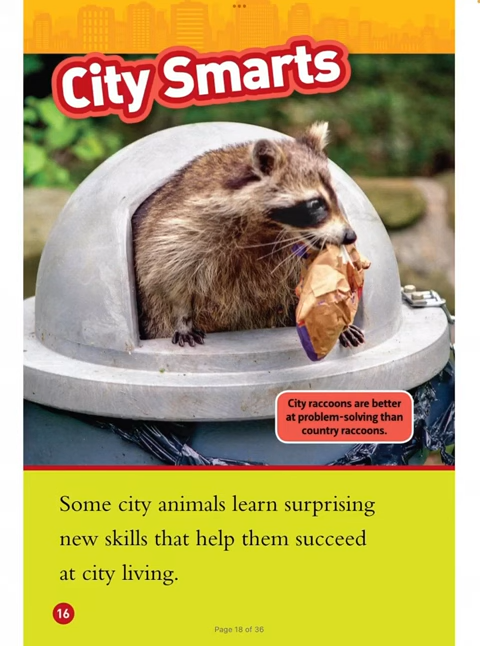 City Smarts
City raccoons are better
at problem-solving than
country raccoons.
Some city animals learn surprising
new skills that help them succeed
at city living.
16
Page 18 of 36